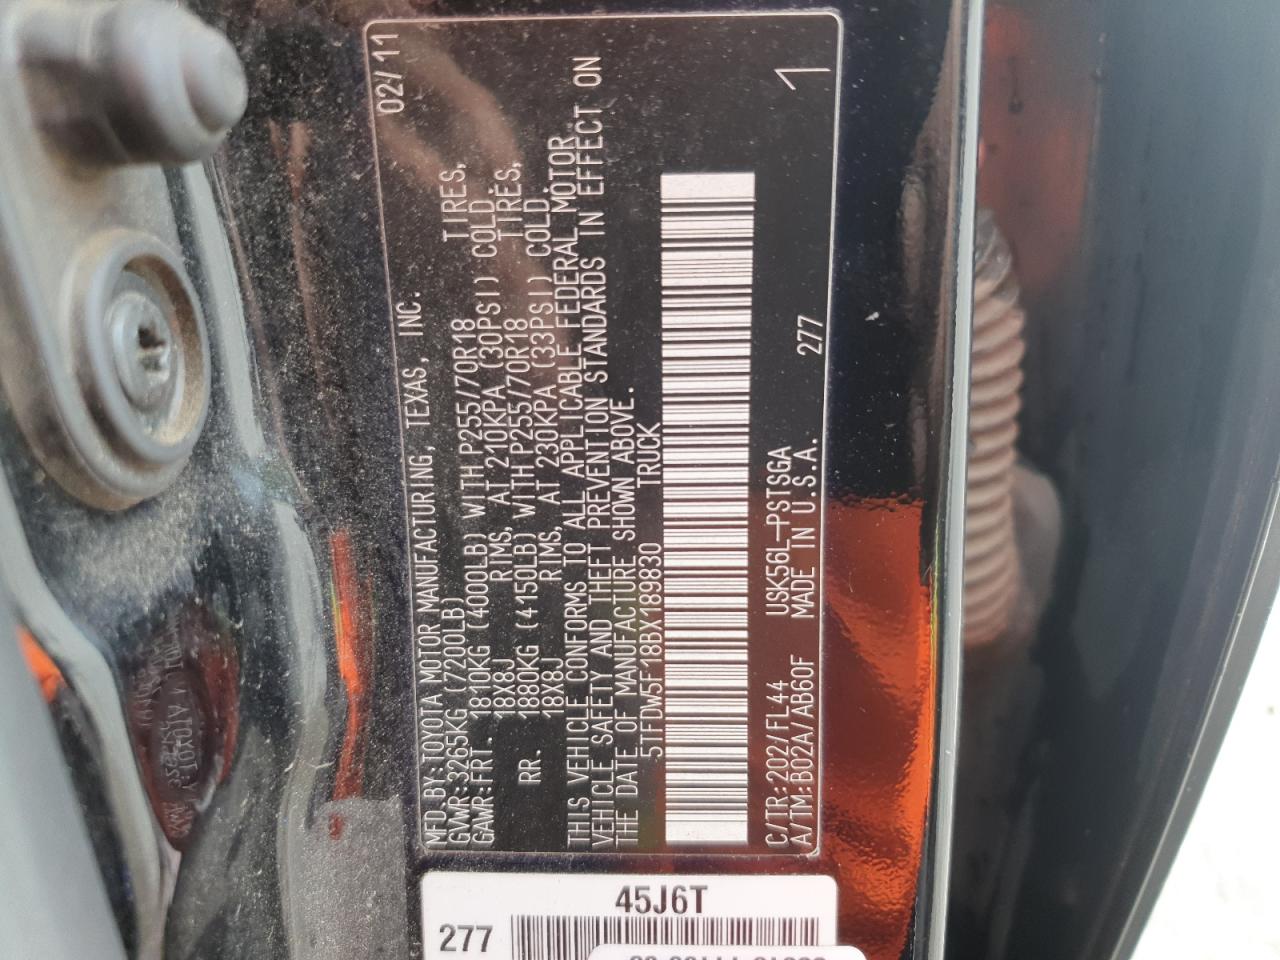 MFD.BY:TOYOTA MOTOR MANUFACTURING, TEXAS, INC. 02/11
GVWR:3265KG (7200LB)
GAWR:FRT. 1810KG (4000LB) WITH P255/70R18 TIRES,
18X8J RIMS, AT 210KPA (30PSI) COLD
RR. 1880KG (4150LB) WITH P255/70R18 TIRES,
18X8J RIMS, AT 230KPA (33PSI) COLD.
THIS VEHICLE CONFORMS TO ALL APPLICABLE FEDERAL MOTOR
VEHICLE SAFETY AND THEFT PREVENTION STANDARDS IN EFFECT ON
THE DATE OF MANUFACTURE SHOWN ABOVE.
5TFDW5F18BX189830 TRUCK
C/TR:202/FL44 USK56L-PSTSGA 277
A/TM:B02A/AB60F MADE IN U.S.A.
1
45J6T
277